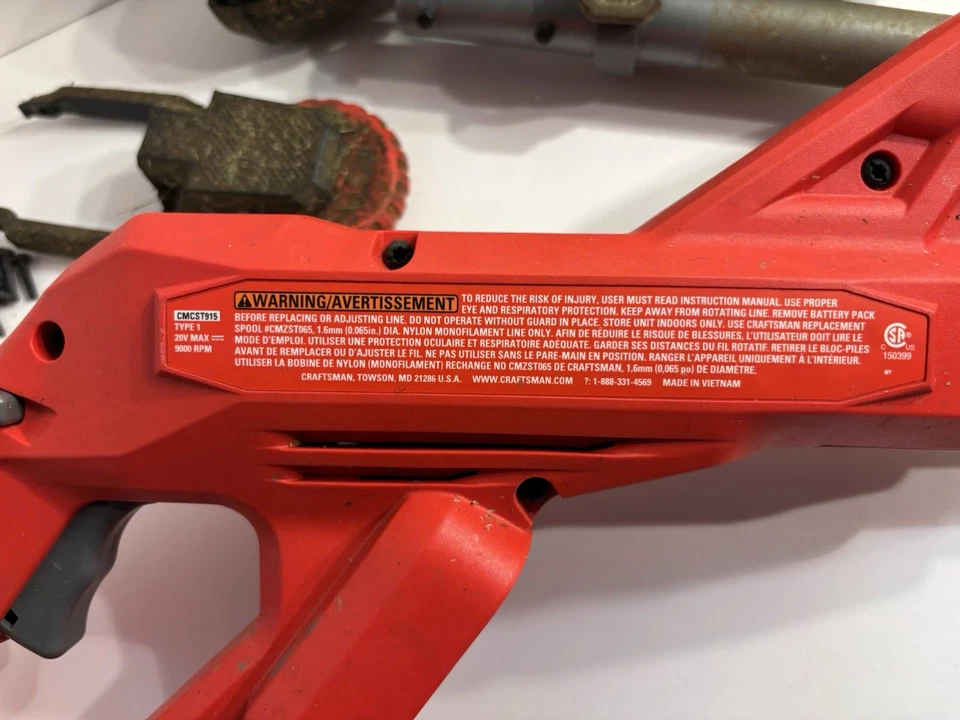 CMCST915
TYPE 1
20V MAX
9000 RPM
WARNING/AVERTISSEMENT TO REDUCE THE RISK OF INJURY, USER MUST READ INSTRUCTION MANUAL. USE PROPER
EYE AND RESPIRATORY PROTECTION. KEEP AWAY FROM ROTATING LINE. REMOVE BATTERY PACK
BEFORE REPLACING OR ADJUSTING LINE. DO NOT OPERATE WITHOUT GUARD IN PLACE. STORE UNIT INDOORS ONLY. USE CRAFTSMAN REPLACEMENT
SPOOL #CMZST065, 1.6mm (0.065in.) DIA. NYLON MONOFILAMENT LINE ONLY. AFIN DE RÉDUIRE LE RISQUE DE BLESSURES, L'UTILISATEUR DOIT LIRE LE
MODE D'EMPLOI. UTILISER UNE PROTECTION OCULAIRE ET RESPIRATOIRE ADÉQUATE. GARDER SES DISTANCES DU FIL ROTATIF. RETIRER LE BLOC-PILES
AVANT DE REMPLACER OU D'AJUSTER LE FIL. NE PAS UTILISER SANS LE PARE-MAIN EN POSITION. RANGER L'APPAREIL UNIQUEMENT À L'INTÉRIEUR.
UTILISER LA BOBINE DE NYLON (MONOFILAMENT) RECHANGE NO CMZST065 DE CRAFTSMAN, 1,6mm (0,065 po) DE DIAMÈTRE.
CRAFTSMAN, TOWSON, MD 21286 U.S.A. WWW.CRAFTSMAN.COM ?: 1-888-331-4569 MADE IN VIETNAM
C SA US
150399
WY